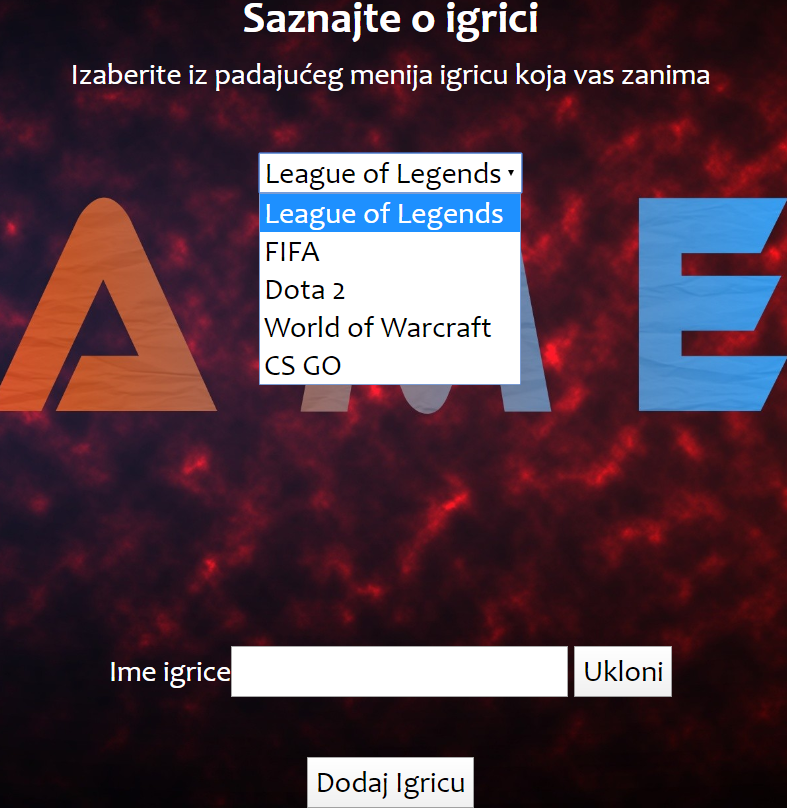 Saznajte o igrici
Izaberite iz padajućeg menija igricu koja vas zanima
League of Legends
League of Legends
FIFA
Dota 2
World of Warcraft
CS GO
AME
Ime igrice
Ukloni
Dodaj Igricu